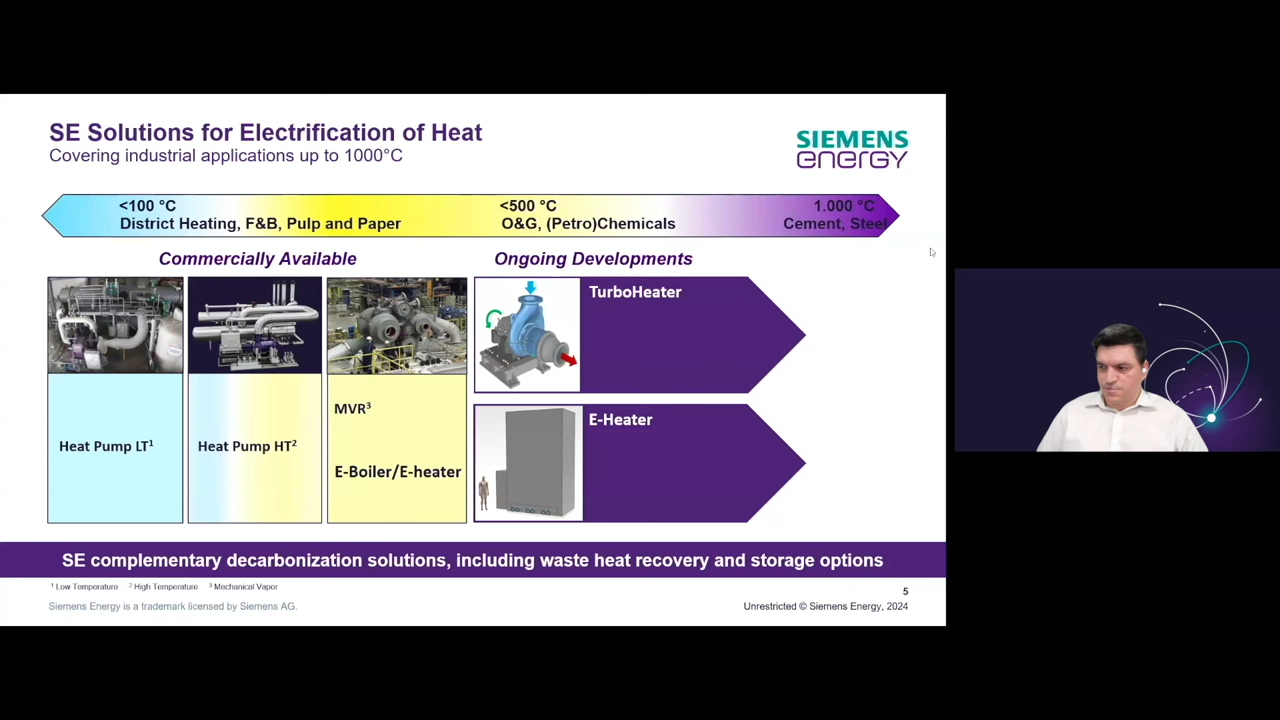 SE Solutions for Electrification of Heat
Covering industrial applications up to 1000°C
SIEMENS
energy
<100 °C
District Heating, F&B, Pulp and Paper
<500 °C
O&G, (Petro)Chemicals
1.000 °C
Cement, Steel
Commercially Available
Ongoing Developments
Heat Pump LT¹
Heat Pump HT²
MVR³
E-Boiler/E-heater
TurboHeater
E-Heater
SE complementary decarbonization solutions, including waste heat recovery and storage options
¹ Low Temperature ² High Temperature ³ Mechanical Vapor
5
Siemens Energy is a trademark licensed by Siemens AG.
Unrestricted © Siemens Energy, 2024